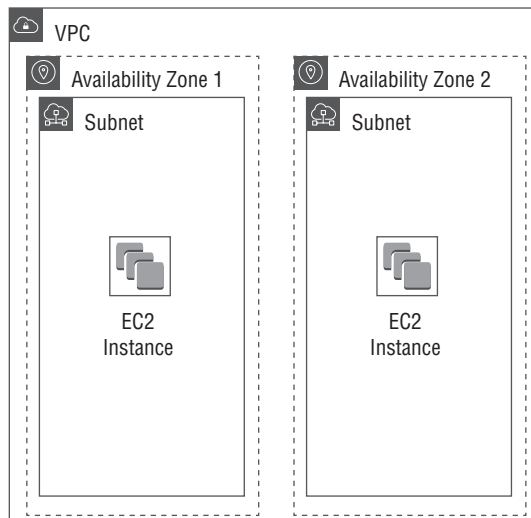 VPC
Availability Zone 1
Subnet
EC2
Instance
Availability Zone 2
Subnet
EC2
Instance